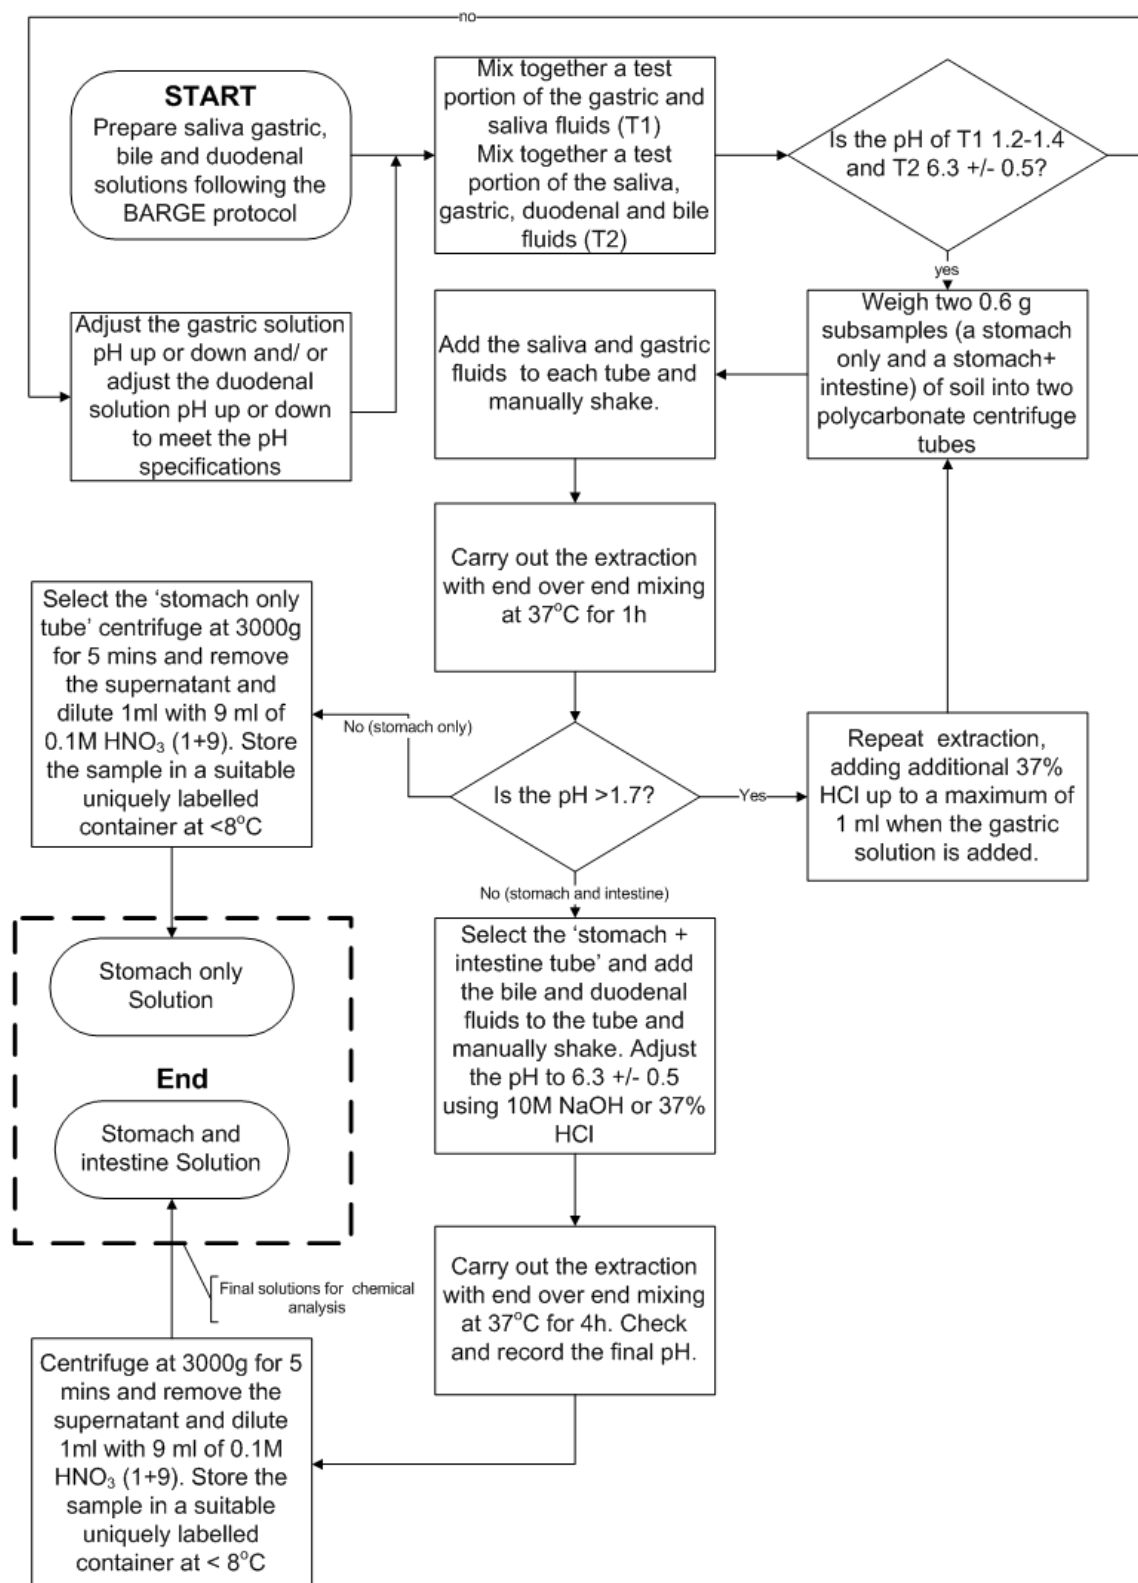 no
START
Prepare saliva gastric,
bile and duodenal
solutions following the
BARGE protocol
Mix together a test
portion of the gastric and
saliva fluids (T1)
Mix together a test
portion of the saliva,
gastric, duodenal and bile
fluids (T2)
Is the pH of T1 1.2-1.4
and T2 6.3 +/- 0.5?
yes
Adjust the gastric solution
pH up or down and/ or
adjust the duodenal
solution pH up or down
to meet the pH
specifications
Add the saliva and gastric
fluids to each tube and
manually shake.
Weigh two 0.6 g
subsamples (a stomach
only and a stomach+
intestine) of soil into two
polycarbonate centrifuge
tubes
Carry out the extraction
with end over end mixing
at 37°C for 1h
Select the ‘stomach only
tube’ centrifuge at 3000g
for 5 mins and remove
the supernatant and
dilute 1ml with 9 ml of
0.1M HNO₃ (1+9). Store
the sample in a suitable
uniquely labelled
container at <8°C
No (stomach only)
Is the pH >1.7?
Yes
Repeat extraction,
adding additional 37%
HCl up to a maximum of
1 ml when the gastric
solution is added.
No (stomach and intestine)
Select the ‘stomach +
intestine tube’ and add
the bile and duodenal
fluids to the tube and
manually shake. Adjust
the pH to 6.3 +/- 0.5
using 10M NaOH or 37%
HCl
Stomach only
Solution
End
Stomach and
intestine Solution
Final solutions for chemical
analysis
Carry out the extraction
with end over end mixing
at 37°C for 4h. Check
and record the final pH.
Centrifuge at 3000g for 5
mins and remove the
supernatant and dilute
1ml with 9 ml of 0.1M
HNO₃ (1+9). Store the
sample in a suitable
uniquely labelled
container at < 8°C